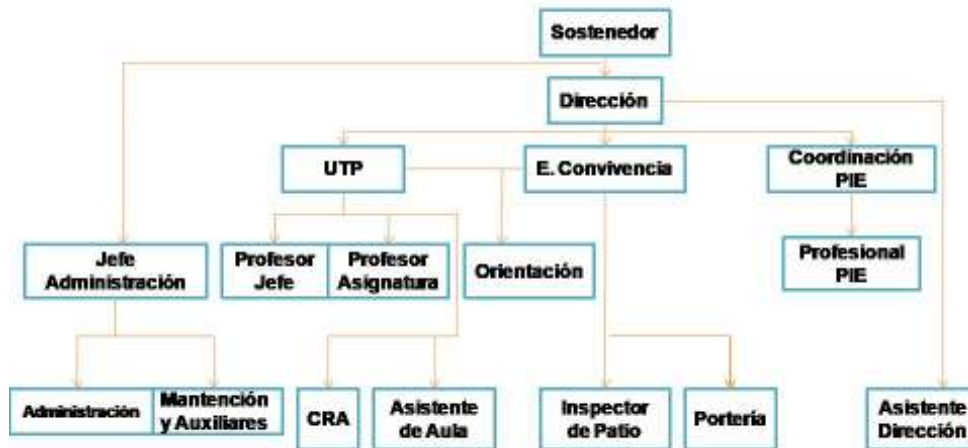 Sostenedor
Dirección
UTP
E. Convivencia
Coordinación
PIE
Jefe
Administración
Profesor
Jefe
Profesor
Asignatura
Orientación
Profesional
PIE
Administración
Mantención
y Auxiliares
CRA
Asistente
de Aula
Inspector
de Patio
Portería
Asistente
Dirección